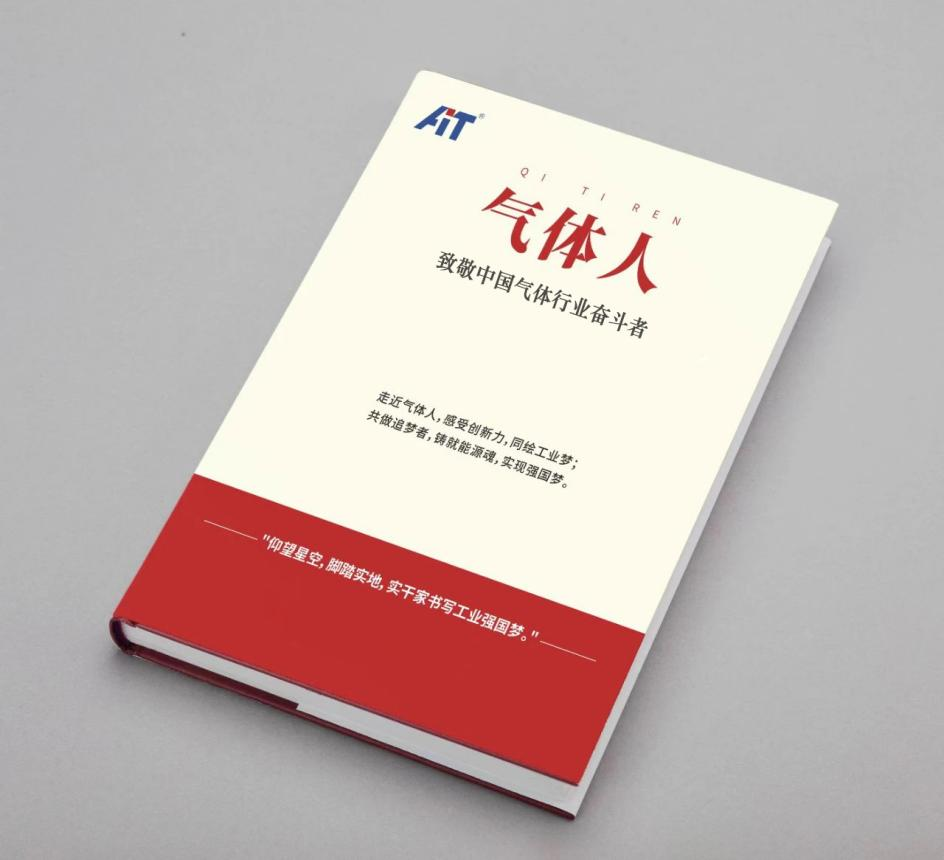 AiT®
QI TI REN
气体人
致敬中国气体行业奋斗者
走近气体人,感受创新力,同绘工业梦;
共做追梦者,铸就能源魂,实现强国梦。
"仰望星空,脚踏实地,实干家书写工业强国梦。"